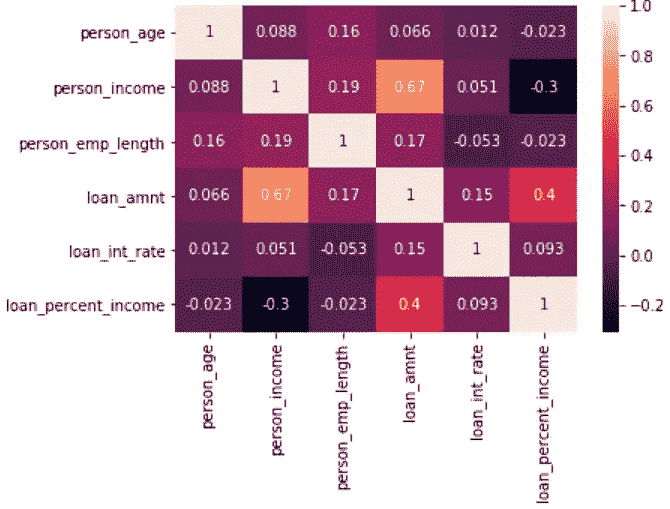 person_age 1 0.088 0.16 0.066 0.012 -0.023
person_income 0.088 1 0.19 0.67 0.051 -0.3
person_emp_length 0.16 0.19 1 0.17 -0.053 -0.023
loan_amnt 0.066 0.67 0.17 1 0.15 0.4
loan_int_rate 0.012 0.051 -0.053 0.15 1 0.093
loan_percent_income -0.023 -0.3 -0.023 0.4 0.093 1
person_age
person_income
person_emp_length
loan_amnt
loan_int_rate
loan_percent_income
1.0
0.8
0.6
0.4
0.2
0.0
−0.2